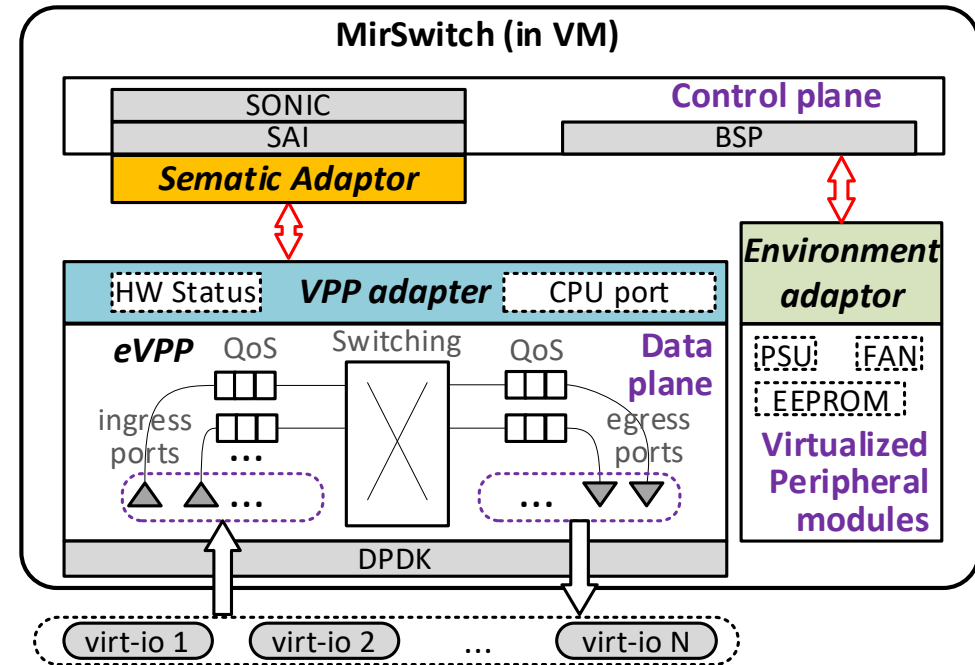 MirSwitch (in VM)
Control plane
SONIC
SAI
BSP
Sematic Adaptor
HW Status
VPP adapter
CPU port
Environment
adaptor
eVPP
QoS
Switching
QoS
Data
plane
PSU
FAN
EEPROM
ingress
ports
...
egress
ports
...
...
Virtualized
Peripheral
modules
DPDK
virt-io 1
virt-io 2
...
virt-io N